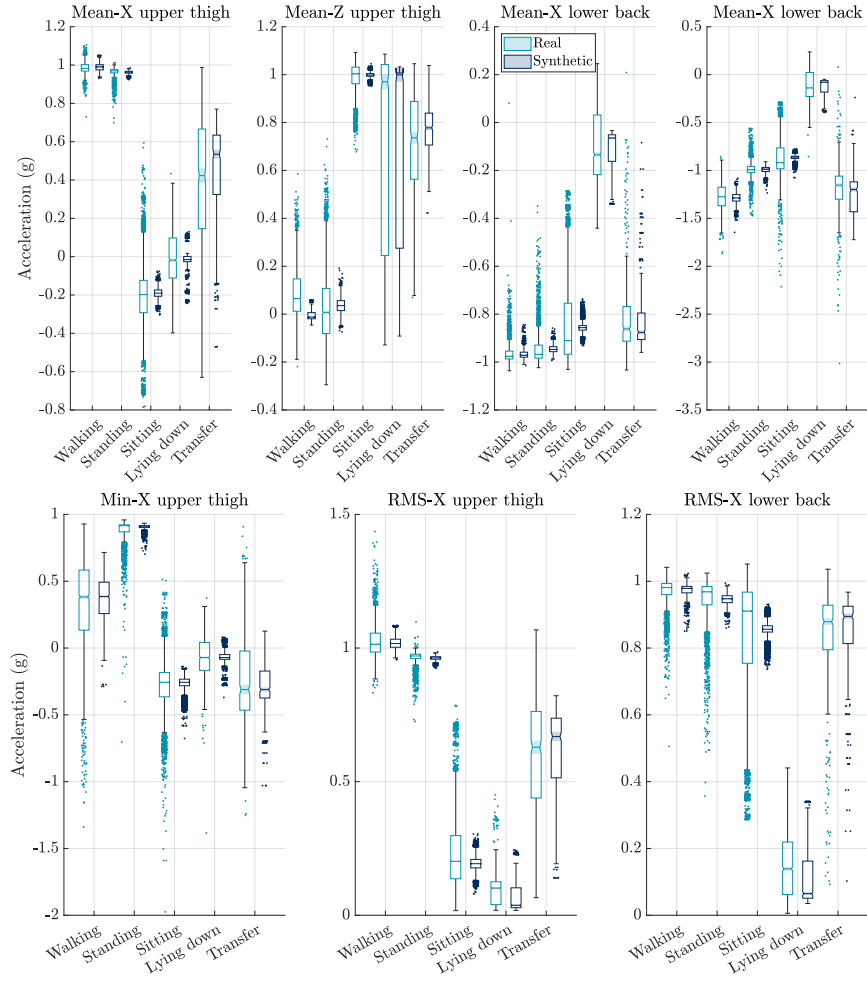 Mean-X upper thigh
Mean-Z upper thigh
Mean-X lower back
Mean-X lower back
Acceleration (g)
1.2
1
0.8
0.6
0.4
0.2
0
-0.2
-0.4
-0.6
-0.8
Walking
Standing
Sitting
Lying down
Transfer
1.2
1
0.8
0.6
0.4
0.2
0
-0.2
-0.4
Walking
Standing
Sitting
Lying down
Transfer
0.4
0.2
0
-0.2
-0.4
-0.6
-0.8
-1
-1.2
Real
Synthetic
Walking
Standing
Sitting
Lying down
Transfer
0.5
0
-0.5
-1
-1.5
-2
-2.5
-3
-3.5
Walking
Standing
Sitting
Lying down
Transfer
Min-X upper thigh
RMS-X upper thigh
RMS-X lower back
Acceleration (g)
1
0.5
0
-0.5
-1
-1.5
-2
Walking
Standing
Sitting
Lying down
Transfer
1.5
1
0.5
0
Walking
Standing
Sitting
Lying down
Transfer
1.2
1
0.8
0.6
0.4
0.2
0
Walking
Standing
Sitting
Lying down
Transfer